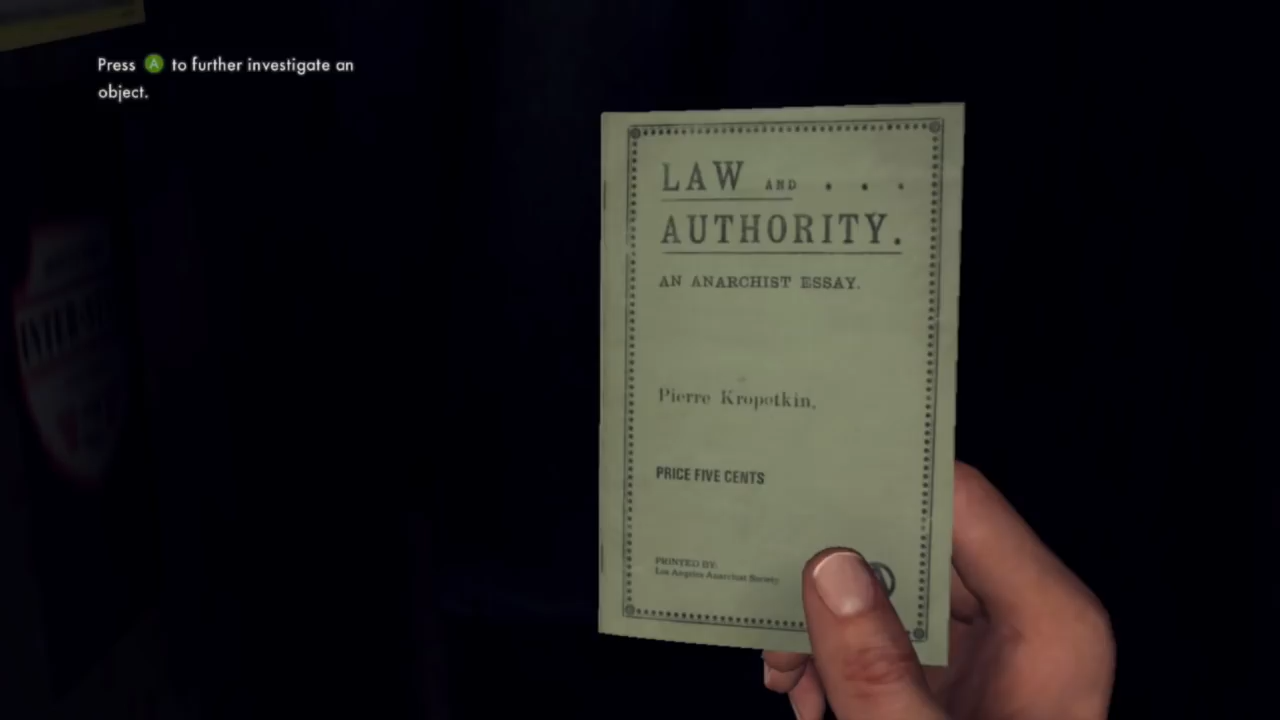 Press A to further investigate an
object.
LAW AND . . .
AUTHORITY.
AN ANARCHIST ESSAY.
Pierre Kropotkin,
PRICE FIVE CENTS
PRINTED BY:
Los Angeles Anarchist Society